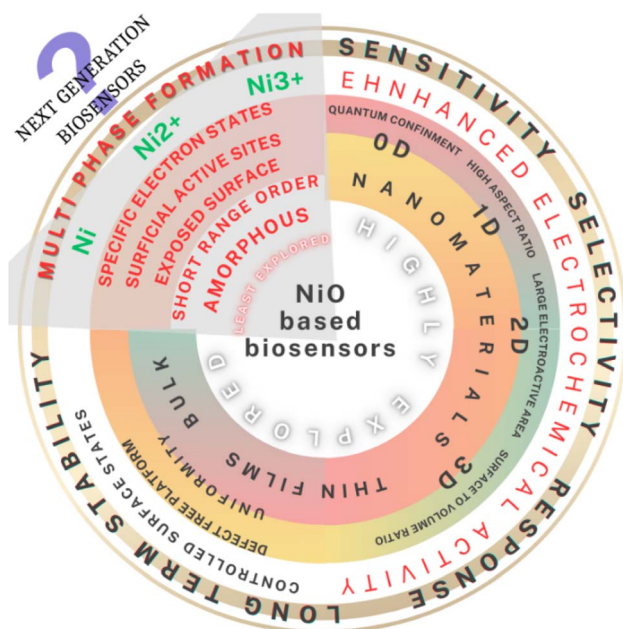 NEXT GENERATION
BIOSENSORS
?
MULTI PHASE FORMATION
Ni
Ni2+
Ni3+
SPECIFIC ELECTRON STATES
SURFICIAL ACTIVE SITES
EXPOSED SURFACE
SHORT RANGE ORDER
AMORPHOUS
LEAST EXPLORED
NiO
based
biosensors
HIGHLY EXPLORED
SENSITIVITY
SELECTIVITY
RESPONSE
LONG TERM STABILITY
EHNHANCED ELECTROCHEMICAL ACTIVITY
QUANTUM CONFINMENT
HIGH ASPECT RATIO
LARGE ELECTROACTIVE AREA
SURFACE TO VOLUME RATIO
0D
1D
2D
3D
NANOMATERIALS
THIN FILMS
BULK
UNIFORMITY
DEFECT FREE PLATFORM
CONTROLLED SURFACE STATES